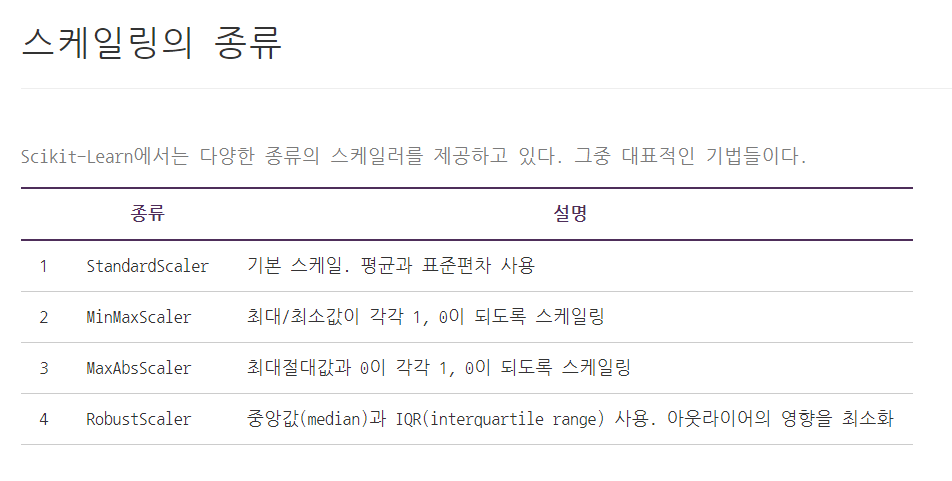 스케일링의 종류
Scikit-Learn에서는 다양한 종류의 스케일러를 제공하고 있다. 그중 대표적인 기법들이다.
종류 설명
1 StandardScaler 기본 스케일. 평균과 표준편차 사용
2 MinMaxScaler 최대/최소값이 각각 1, 0이 되도록 스케일링
3 MaxAbsScaler 최대절대값과 0이 각각 1, 0이 되도록 스케일링
4 RobustScaler 중앙값(median)과 IQR(interquartile range) 사용. 아웃라이어의 영향을 최소화